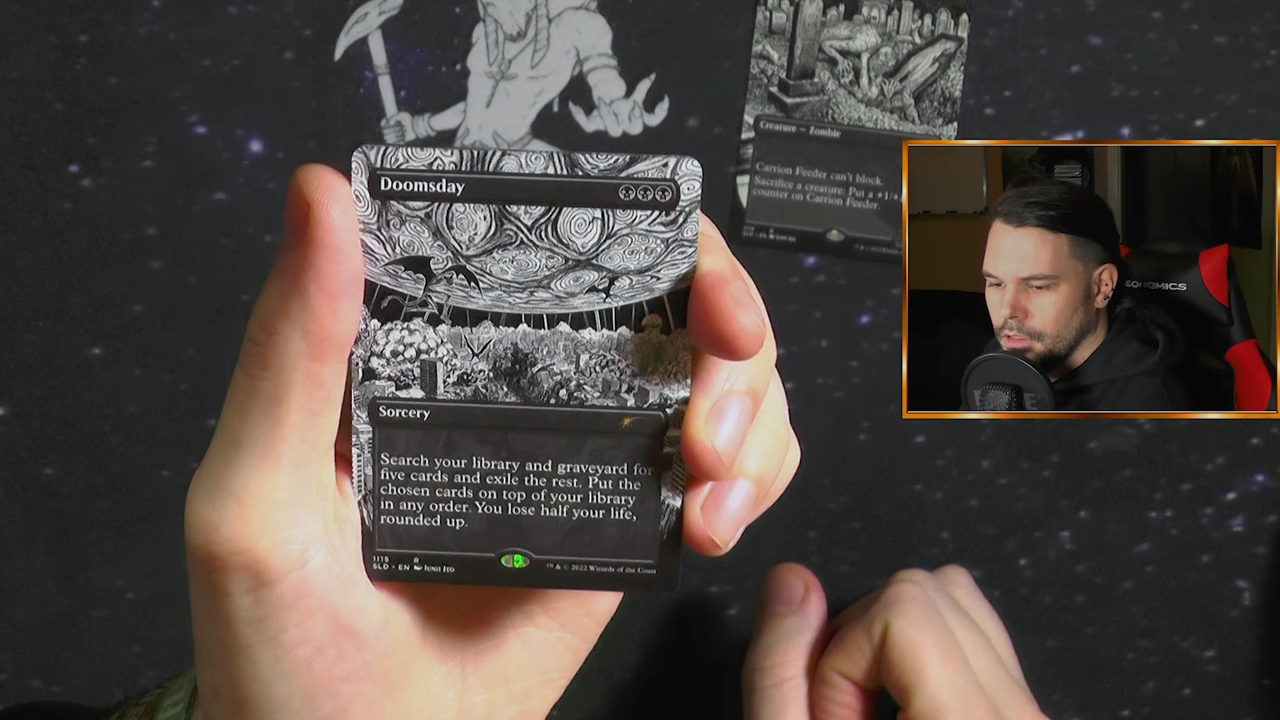 Doomsday
Sorcery
Search your library and graveyard for
five cards and exile the rest. Put the
chosen cards on top of your library
in any order. You lose half your life,
rounded up.
R
SLD • EN JUNJI ITO
™ & © 2022 Wizards of the Coast
Creature — Zombie
Carrion Feeder can't block.
Sacrifice a creature: Put a +1/+1
counter on Carrion Feeder.
SONGMICS